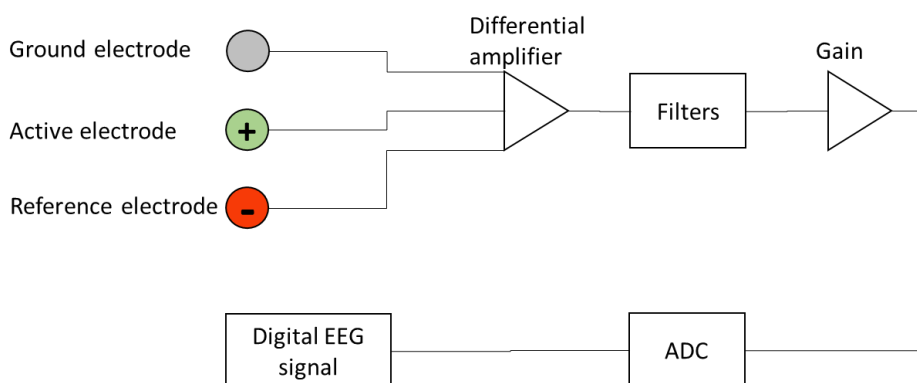 Ground electrode
Differential
amplifier
Gain
Active electrode
+
Filters
Reference electrode
-
Digital EEG
signal
ADC